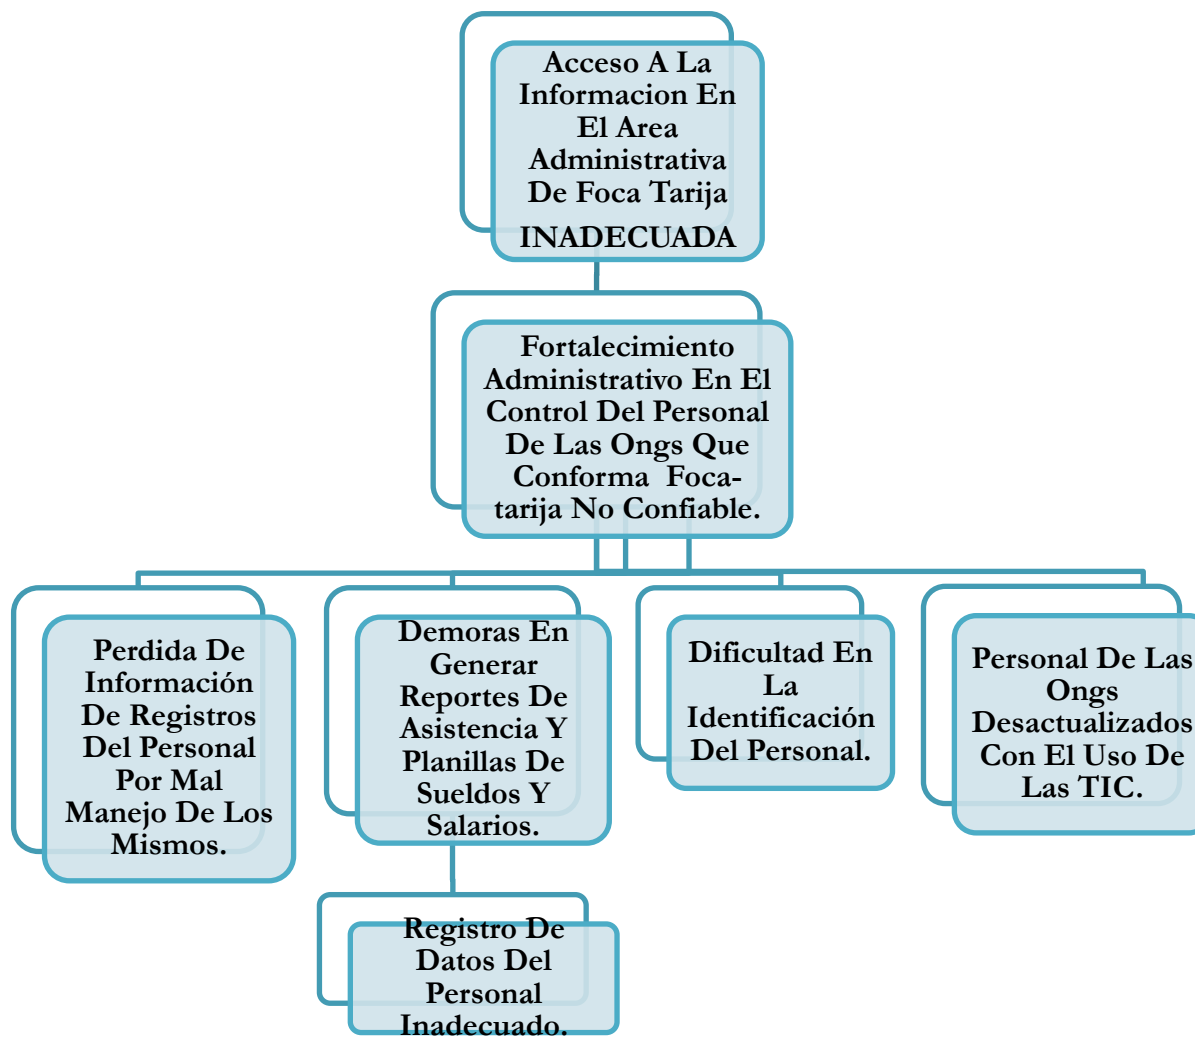 Acceso A La
Informacion En
El Area
Administrativa
De Foca Tarija
INADECUADA
Fortalecimiento
Administrativo En El
Control Del Personal
De Las Ongs Que
Conforma Foca-
tarija No Confiable.
Perdida De
Información
De Registros
Del Personal
Por Mal
Manejo De Los
Mismos.
Demoras En
Generar
Reportes De
Asistencia Y
Planillas De
Sueldos Y
Salarios.
Dificultad En
La
Identificación
Del Personal.
Personal De Las
Ongs
Desactualizados
Con El Uso De
Las TIC.
Registro De
Datos Del
Personal
Inadecuado.